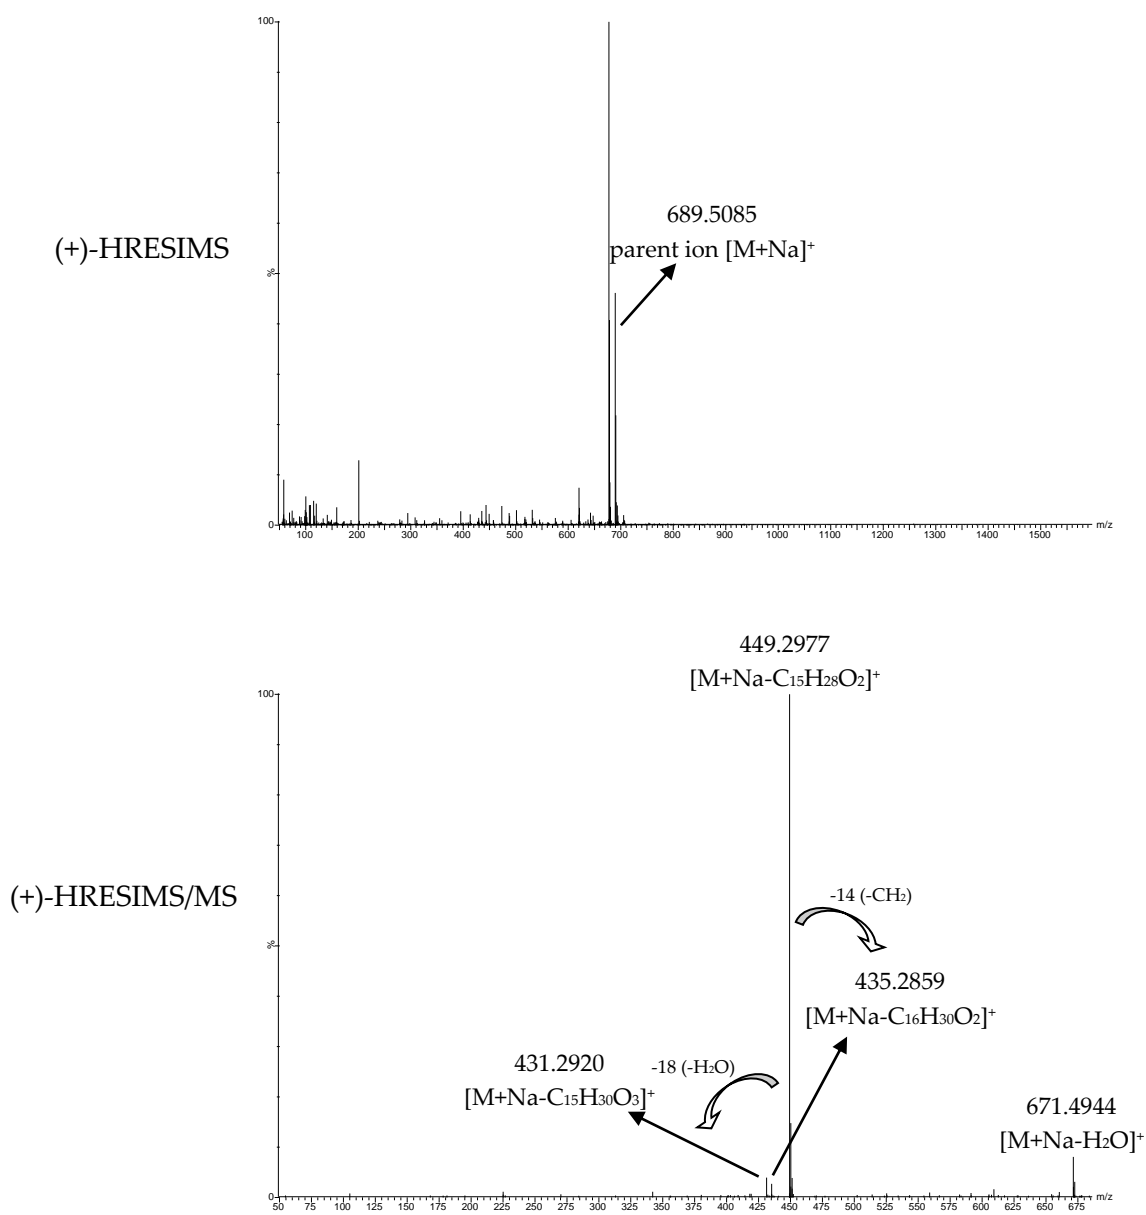 100
689.5085
(+)-HRESIMS
parent ion [M+Na]⁺
%
0
100 200 300 400 500 600 700 800 900 1000 1100 1200 1300 1400 1500 m/z
449.2977
[M+Na-C₁₅H₂₈O₂]⁺
100
(+)-HRESIMS/MS
-14 (-CH₂)
%
435.2859
[M+Na-C₁₆H₃₀O₂]⁺
431.2920
-18 (-H₂O)
[M+Na-C₁₅H₃₀O₃]⁺
671.4944
[M+Na-H₂O]⁺
0
50 75 100 125 150 175 200 225 250 275 300 325 350 375 400 425 450 475 500 525 550 575 600 625 650 675 m/z